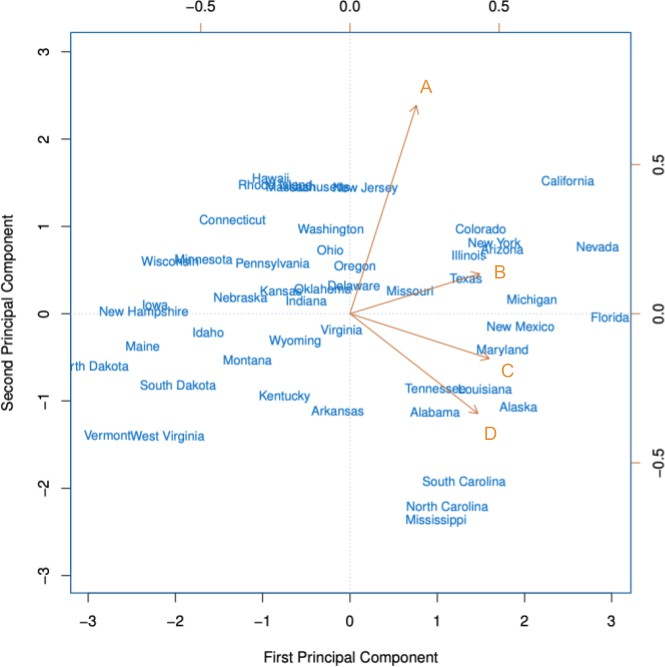 −0.5 0.0 0.5
A
3
2
Hawaii
Rhode Island Massachusetts New Jersey
California
Connecticut
1
Washington
Colorado
New York
Ohio
Arizona
Nevada
Illinois
Wisconsin Minnesota Pennsylvania
Oregon
B
Texas
Oklahoma Delaware
Kansas
Missouri
Nebraska
Indiana
Michigan
Iowa
New Hampshire
0
Florida
New Mexico
Virginia
Idaho
Wyoming
Maine
Maryland
Montana
rth Dakota
C
South Dakota
Tennessee Louisiana
Kentucky
−1
Alaska
Arkansas
Alabama
Vermont West Virginia
D
South Carolina
−2
North Carolina
Mississippi
−3
0.5
0.0
−0.5
−3 −2 −1 0 1 2 3
First Principal Component
Second Principal Component